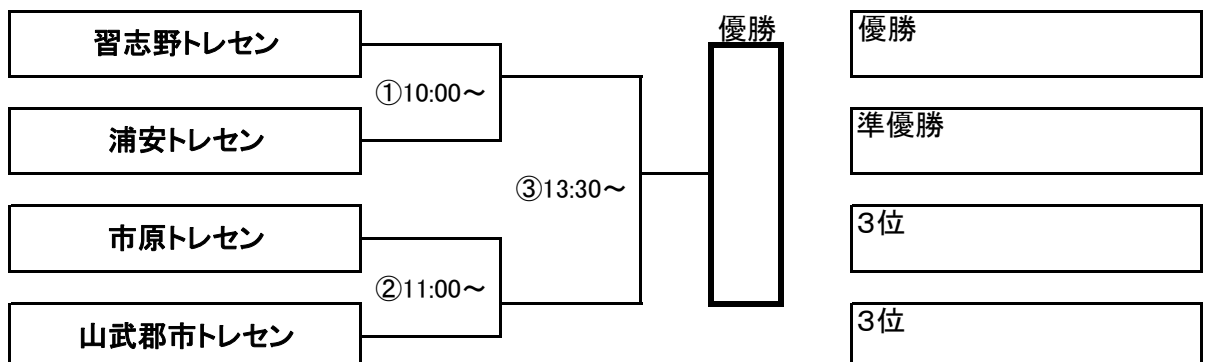 習志野トレセン
浦安トレセン
市原トレセン
山武郡市トレセン
①10:00～
②11:00～
③13:30～
優勝
優勝
準優勝
３位
３位